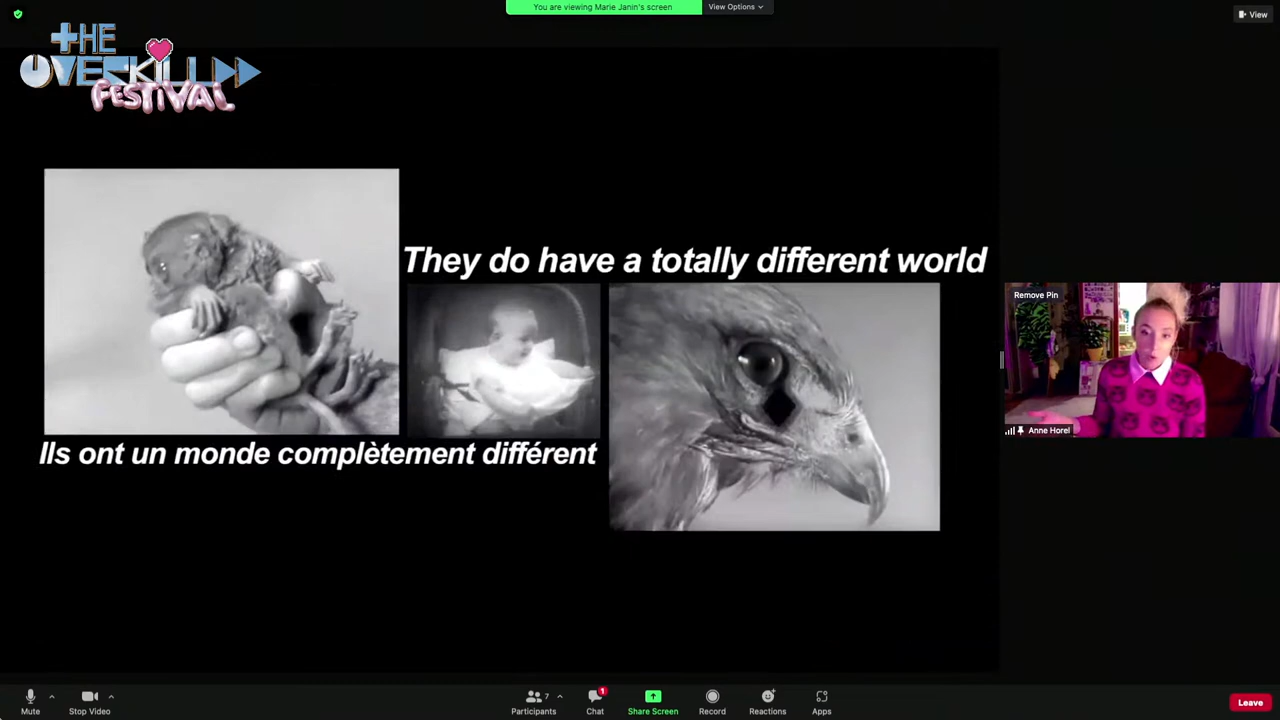 You are viewing Marie Janin's screen
View Options
View
THE
OVERKILL
FESTIVAL
They do have a totally different world
Remove Pin
Anne Horel
Ils ont un monde complètement différent
Mute
Stop Video
7
Participants
1
Chat
Share Screen
Record
Reactions
Apps
Leave